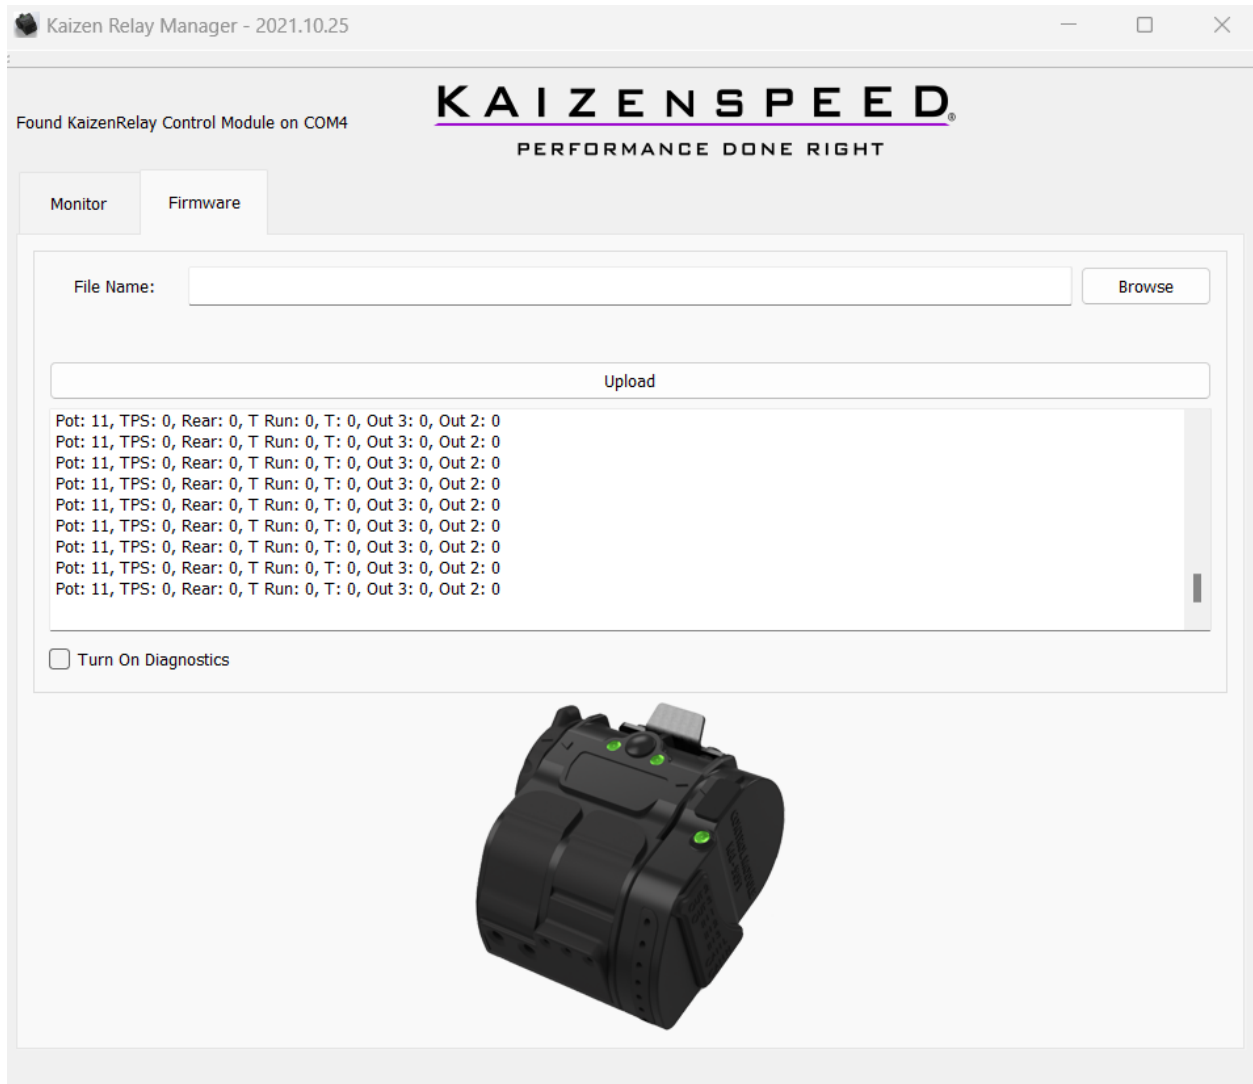 Kaizen Relay Manager - 2021.10.25
Found KaizenRelay Control Module on COM4
KAIZENSPEED®
PERFORMANCE DONE RIGHT
Monitor
Firmware
File Name:
Browse
Upload
Pot: 11, TPS: 0, Rear: 0, T Run: 0, T: 0, Out 3: 0, Out 2: 0
Pot: 11, TPS: 0, Rear: 0, T Run: 0, T: 0, Out 3: 0, Out 2: 0
Pot: 11, TPS: 0, Rear: 0, T Run: 0, T: 0, Out 3: 0, Out 2: 0
Pot: 11, TPS: 0, Rear: 0, T Run: 0, T: 0, Out 3: 0, Out 2: 0
Pot: 11, TPS: 0, Rear: 0, T Run: 0, T: 0, Out 3: 0, Out 2: 0
Pot: 11, TPS: 0, Rear: 0, T Run: 0, T: 0, Out 3: 0, Out 2: 0
Pot: 11, TPS: 0, Rear: 0, T Run: 0, T: 0, Out 3: 0, Out 2: 0
Pot: 11, TPS: 0, Rear: 0, T Run: 0, T: 0, Out 3: 0, Out 2: 0
Pot: 11, TPS: 0, Rear: 0, T Run: 0, T: 0, Out 3: 0, Out 2: 0
Turn On Diagnostics